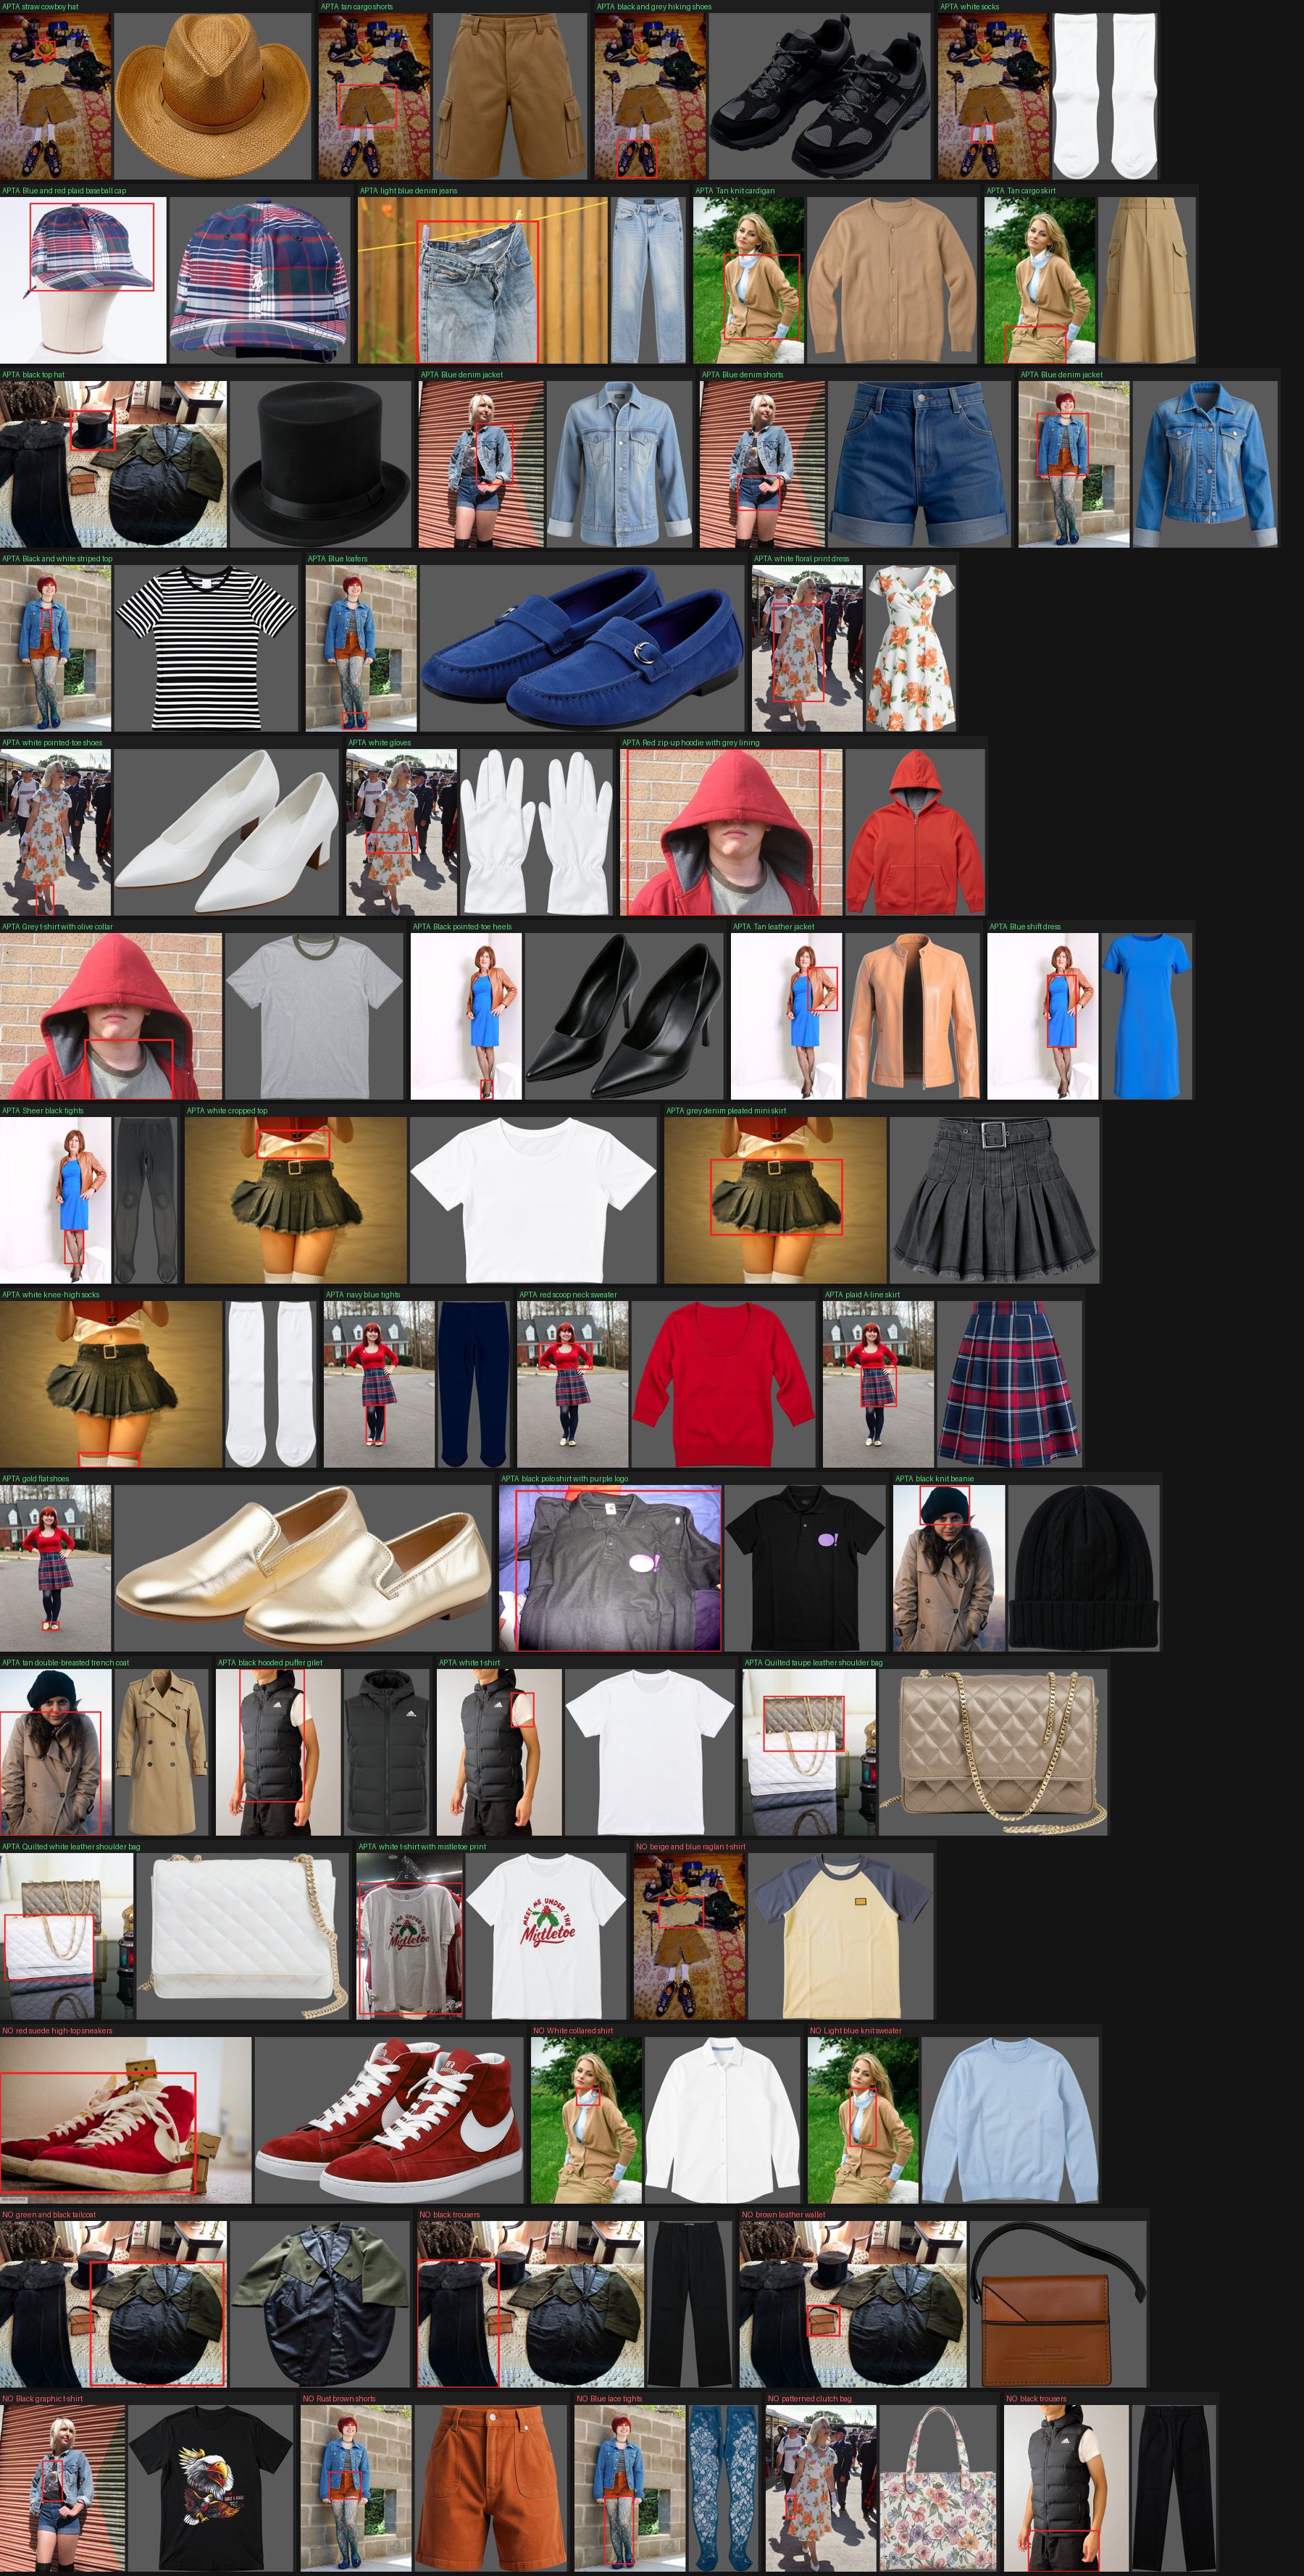 APTA straw cowboy hat
APTA tan cargo shorts
APTA black and grey hiking shoes
APTA white socks
APTA Blue and red plaid baseball cap
APTA light blue denim jeans
APTA Tan knit cardigan
APTA Tan cargo skirt
APTA black top hat
APTA Blue denim jacket
APTA Blue denim shorts
APTA Blue denim jacket
APTA Black and white striped top
APTA Blue loafers
APTA white floral print dress
APTA white pointed-toe shoes
APTA white gloves
APTA Red zip-up hoodie with grey lining
APTA Grey t-shirt with olive collar
APTA Black pointed-toe heels
APTA Tan leather jacket
APTA Blue shift dress
APTA Sheer black tights
APTA white cropped top
APTA grey denim pleated mini skirt
APTA white knee-high socks
APTA navy blue tights
APTA red scoop neck sweater
APTA plaid A-line skirt
APTA gold flat shoes
APTA black polo shirt with purple logo
APTA black knit beanie
APTA tan double-breasted trench coat
APTA black hooded puffer gilet
APTA white t-shirt
APTA Quilted taupe leather shoulder bag
APTA Quilted white leather shoulder bag
APTA white t-shirt with mistletoe print
MEET ME UNDER THE
Mistletoe
MEET ME UNDER THE
Mistletoe
NO beige and blue raglan t-shirt
NO red suede high-top sneakers
NO White collared shirt
NO Light blue knit sweater
NO green and black tailcoat
NO black trousers
NO brown leather wallet
NO Black graphic t-shirt
NO Rust brown shorts
NO Blue lace tights
NO patterned clutch bag
NO black trousers